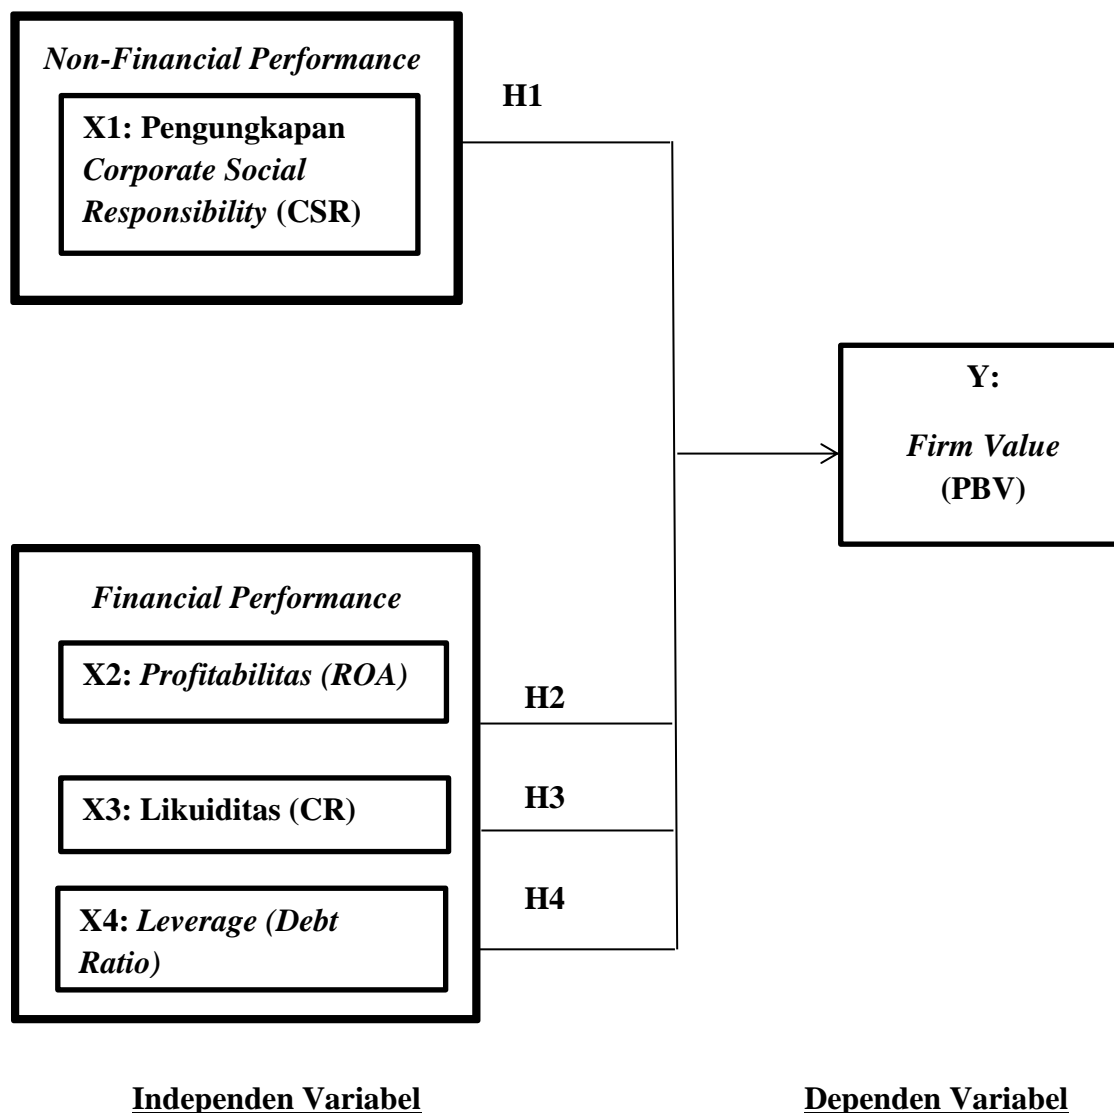 Non-Financial Performance
X1: Pengungkapan
Corporate Social
Responsibility (CSR)
H1
Y:
Firm Value
(PBV)
Financial Performance
X2: Profitabilitas (ROA)
H2
X3: Likuiditas (CR)
H3
X4: Leverage (Debt
Ratio)
H4
Independen Variabel
Dependen Variabel